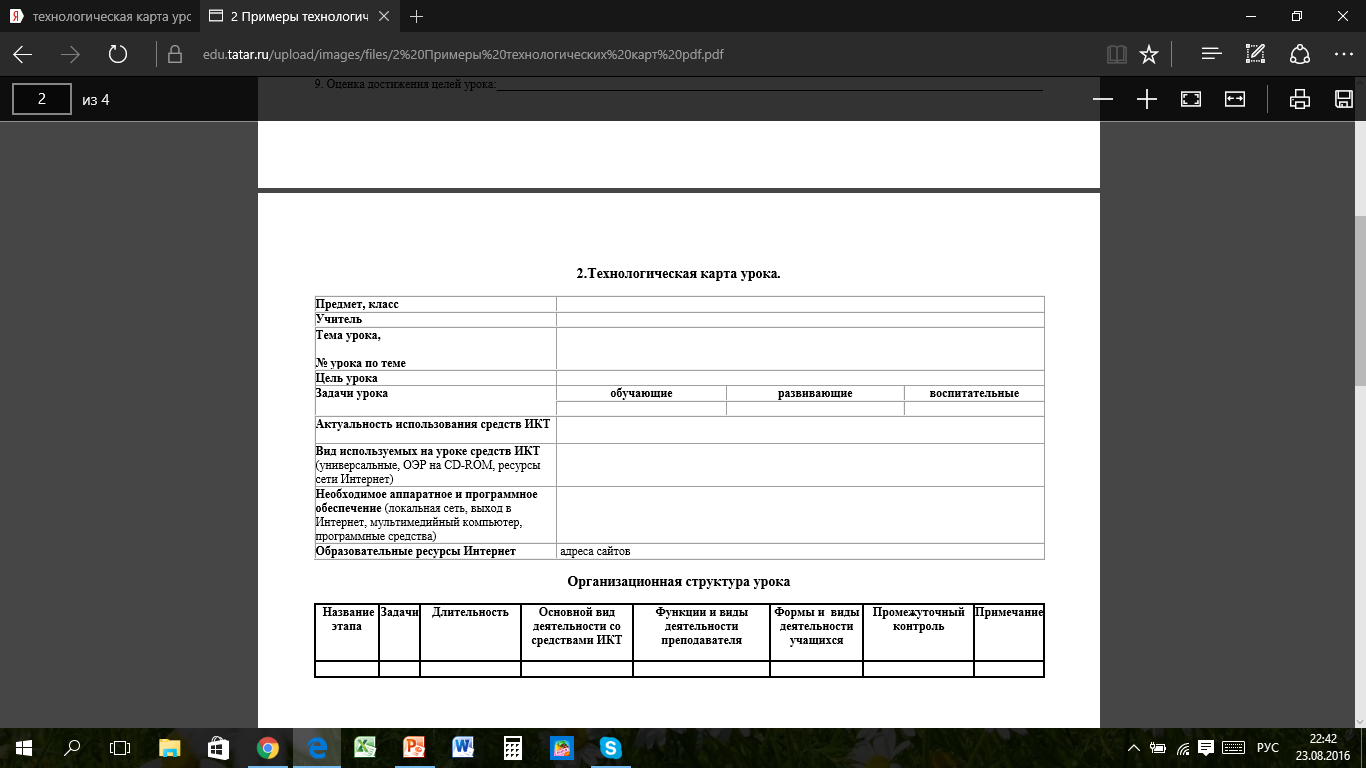 технологическая карта уро
2 Примеры технологич
edu.tatar.ru/upload/images/files/2%20Примеры%20технологических%20карт%20pdf.pdf
9. Оценка достижения целей урока:
2 из 4
2.Технологическая карта урока.
Предмет, класс
Учитель
Тема урока,
№ урока по теме
Цель урока
Задачи урока обучающие развивающие воспитательные
Актуальность использования средств ИКТ
Вид используемых на уроке средств ИКТ
(универсальные, ОЭР на CD-ROM, ресурсы
сети Интернет)
Необходимое аппаратное и программное
обеспечение (локальная сеть, выход в
Интернет, мультимедийный компьютер,
программные средства)
Образовательные ресурсы Интернет адреса сайтов
Организационная структура урока
Название
этапа
Задачи
Длительность
Основной вид
деятельности со
средствами ИКТ
Функции и виды
деятельности
преподавателя
Формы и виды
деятельности
учащихся
Промежуточный
контроль
Примечание
РУС
22:42
23.08.2016